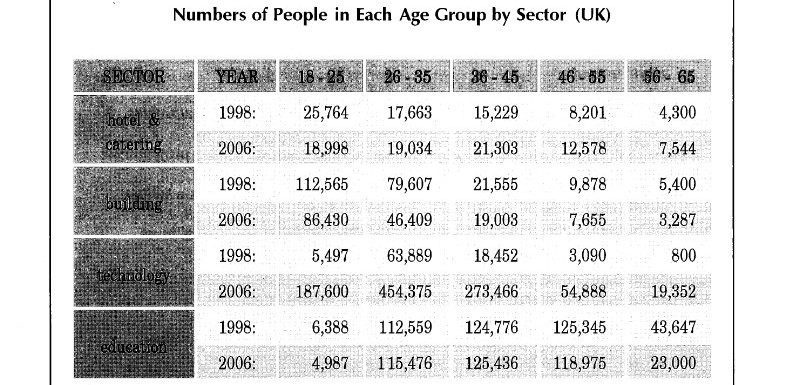 Numbers of People in Each Age Group by Sector (UK)
SECTOR YEAR 18 - 25 26 - 35 36 - 45 46 - 55 56 - 65
hotel & catering
1998: 25,764 17,663 15,229 8,201 4,300
2006: 18,998 19,034 21,303 12,578 7,544
building
1998: 112,565 79,607 21,555 9,878 5,400
2006: 86,430 46,409 19,003 7,655 3,287
technology
1998: 5,497 63,889 18,452 3,090 800
2006: 187,600 454,375 273,466 54,888 19,352
education
1998: 6,388 112,559 124,776 125,345 43,647
2006: 4,987 115,476 125,436 118,975 23,000